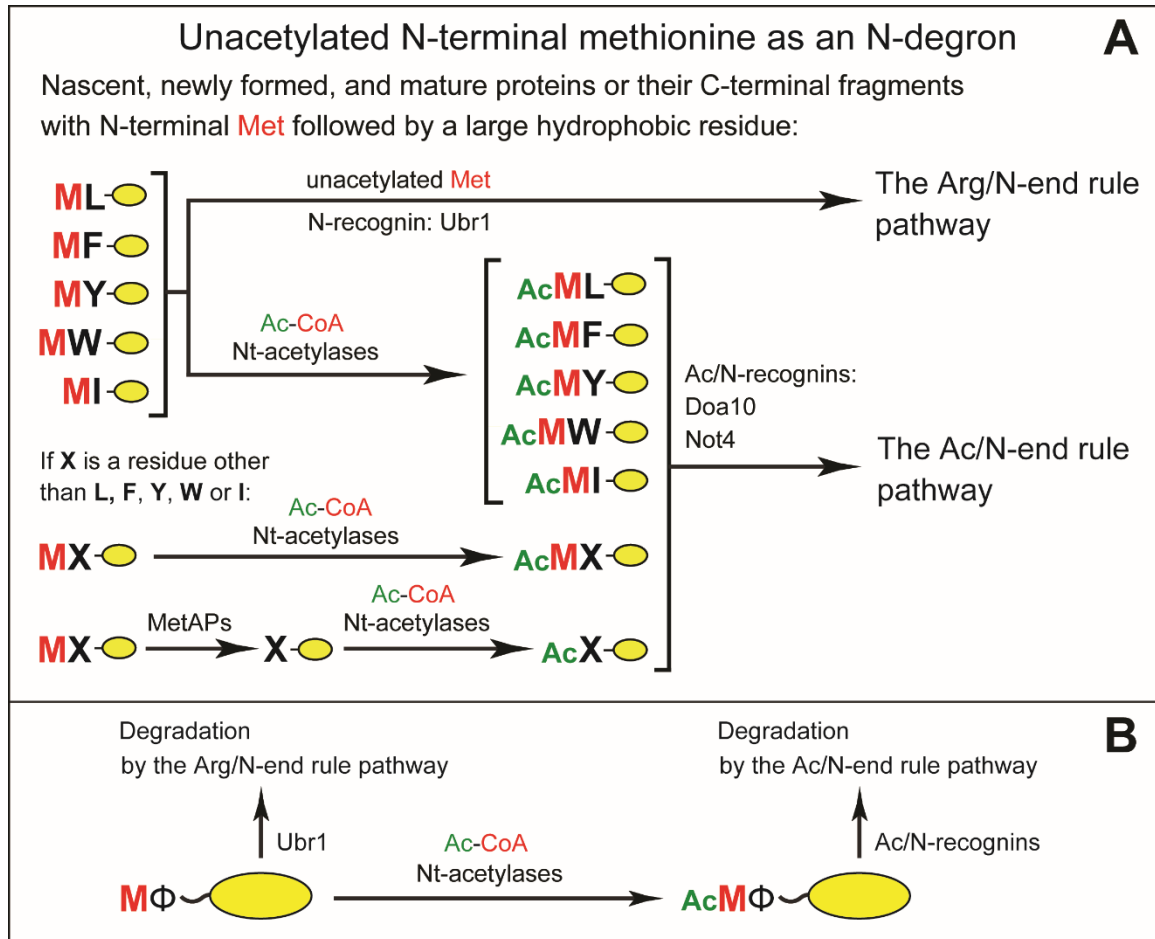 Unacetylated N-terminal methionine as an N-degron
A
Nascent, newly formed, and mature proteins or their C-terminal fragments
with N-terminal Met followed by a large hydrophobic residue:
ML
MF
MY
MW
MI
unacetylated Met
N-recognin: Ubr1
The Arg/N-end rule
pathway
Ac-CoA
Nt-acetylases
AcML
AcMF
AcMY
AcMW
AcMI
Ac/N-recognins:
Doa10
Not4
The Ac/N-end rule
pathway
If X is a residue other
than L, F, Y, W or I:
MX
Ac-CoA
Nt-acetylases
AcMX
MX
MetAPs
X
Ac-CoA
Nt-acetylases
AcX
B
Degradation
by the Arg/N-end rule pathway
Ubr1
MΦ
Ac-CoA
Nt-acetylases
Degradation
by the Ac/N-end rule pathway
Ac/N-recognins
AcMΦ